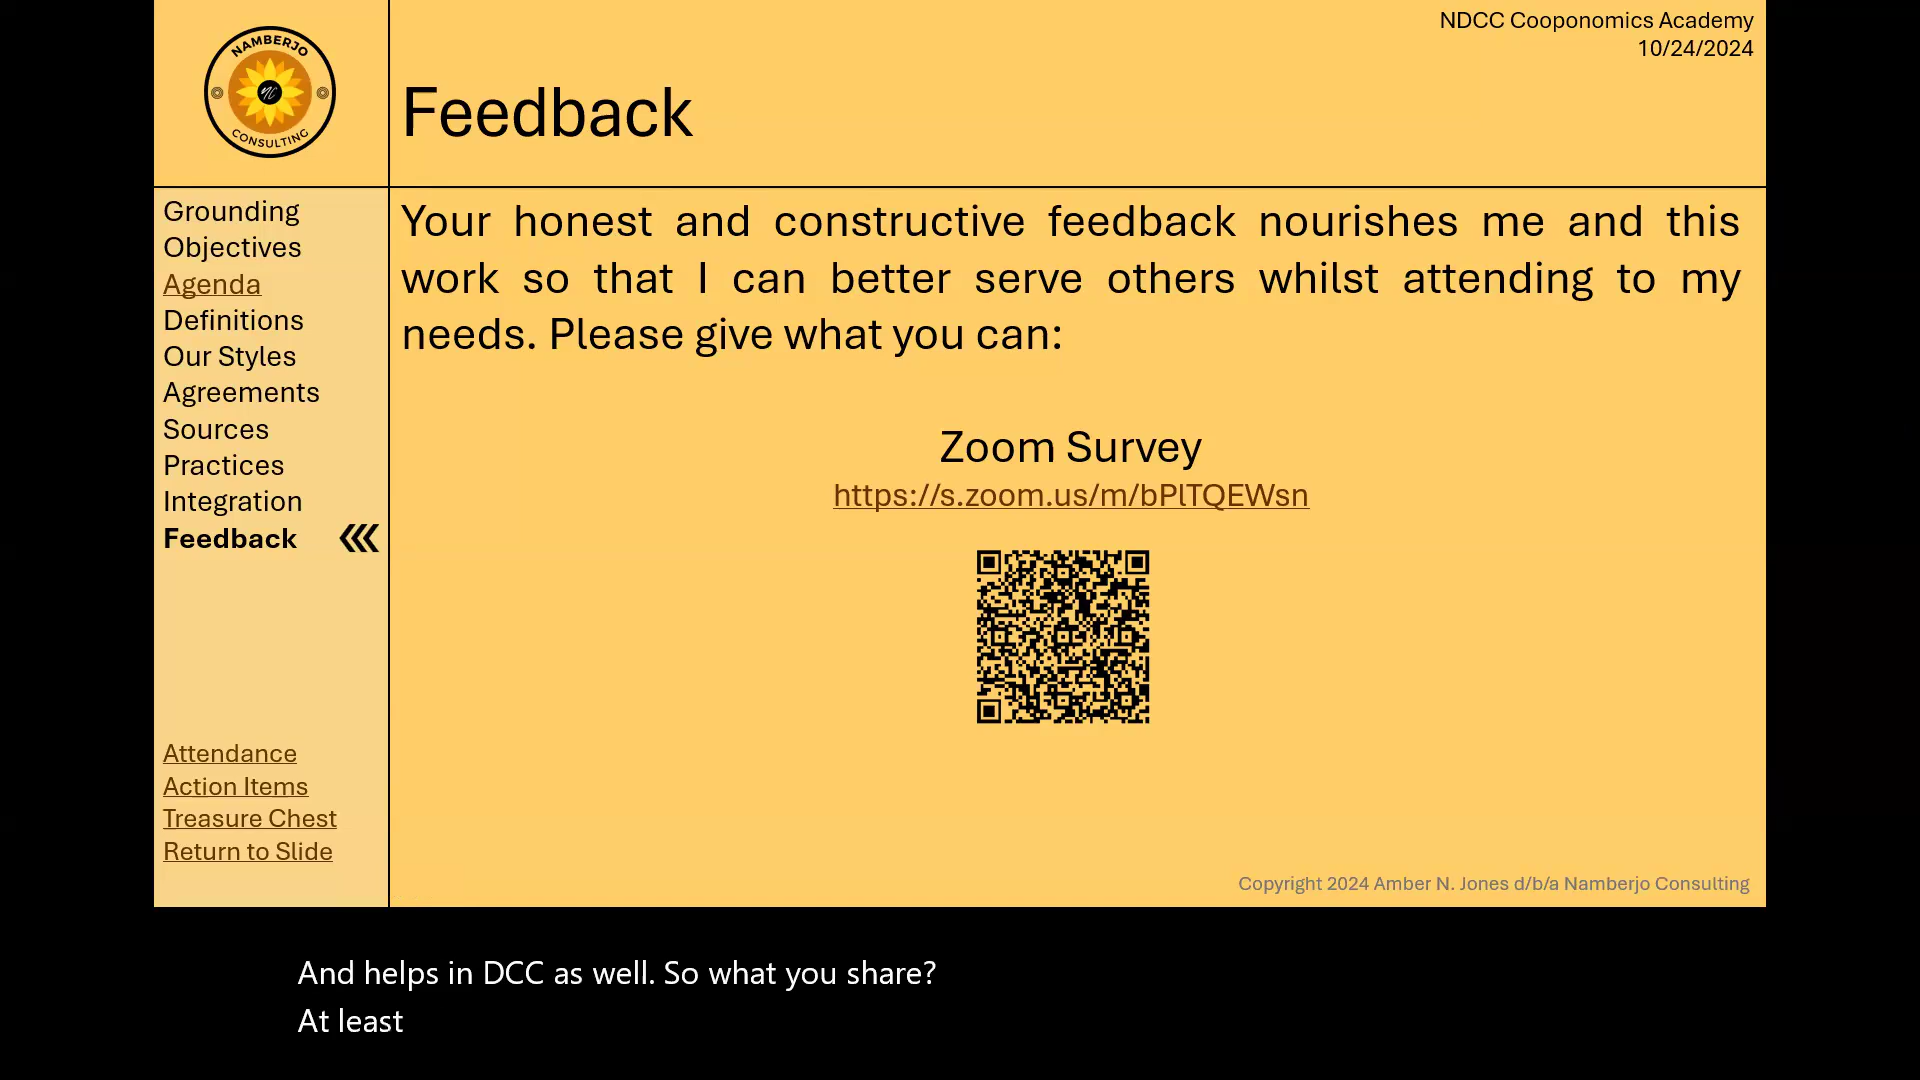 NAMBERJO
NC
CONSULTING
NDCC Cooponomics Academy
10/24/2024
Feedback
Grounding
Objectives
Agenda
Definitions
Our Styles
Agreements
Sources
Practices
Integration
Feedback
Attendance
Action Items
Treasure Chest
Return to Slide
Your honest and constructive feedback nourishes me and this
work so that I can better serve others whilst attending to my
needs. Please give what you can:
Zoom Survey
https://s.zoom.us/m/bPlTQEWsn
Copyright 2024 Amber N. Jones d/b/a Namberjo Consulting
And helps in DCC as well. So what you share?
At least